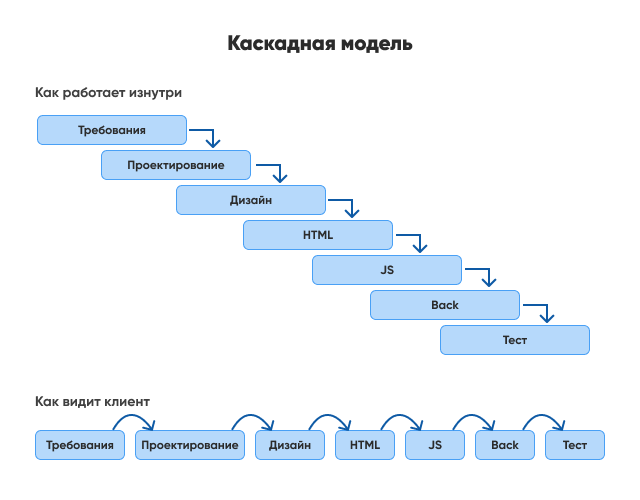 Каскадная модель
Как работает изнутри
Требования
Проектирование
Дизайн
HTML
JS
Back
Тест
Как видит клиент
Требования
Проектирование
Дизайн
HTML
JS
Back
Тест